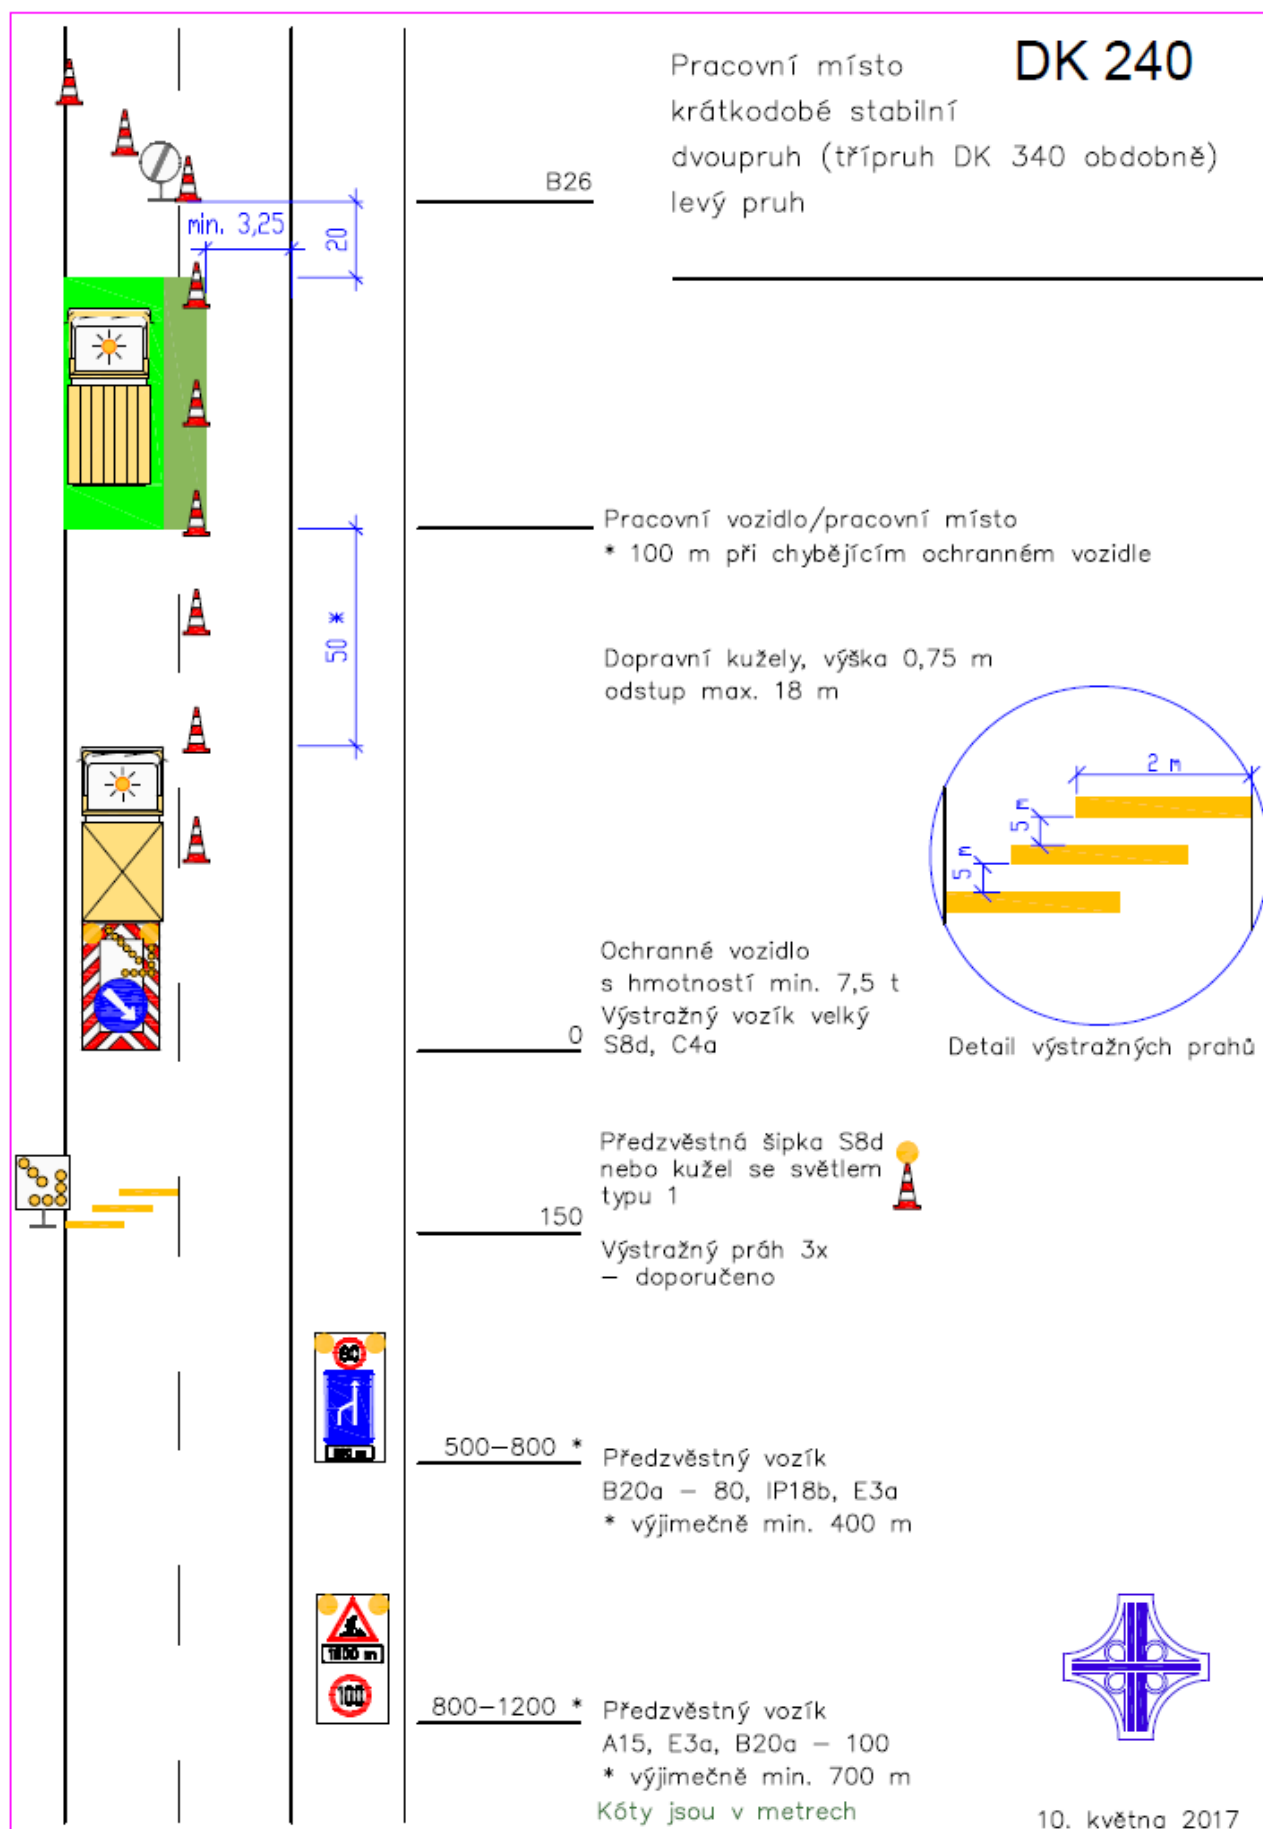 Pracovní místo
DK 240
krátkodobé stabilní
dvoupruh (třípruh DK 340 obdobně)
levý pruh
B26
min. 3,25
20
Pracovní vozidlo/pracovní místo
* 100 m při chybějícím ochranném vozidle
50 *
Dopravní kužely, výška 0,75 m
odstup max. 18 m
2 m
5 m
5 m
Detail výstražných prahů
Ochranné vozidlo
s hmotností min. 7,5 t
Výstražný vozík velký
S8d, C4a
0
Předzvěstná šipka S8d
nebo kužel se světlem
typu 1
150
Výstražný práh 3x
– doporučeno
80
500–800 *
Předzvěstný vozík
B20a – 80, IP18b, E3a
* výjimečně min. 400 m
100
800–1200 *
Předzvěstný vozík
A15, E3a, B20a – 100
* výjimečně min. 700 m
Kóty jsou v metrech
10. května 2017